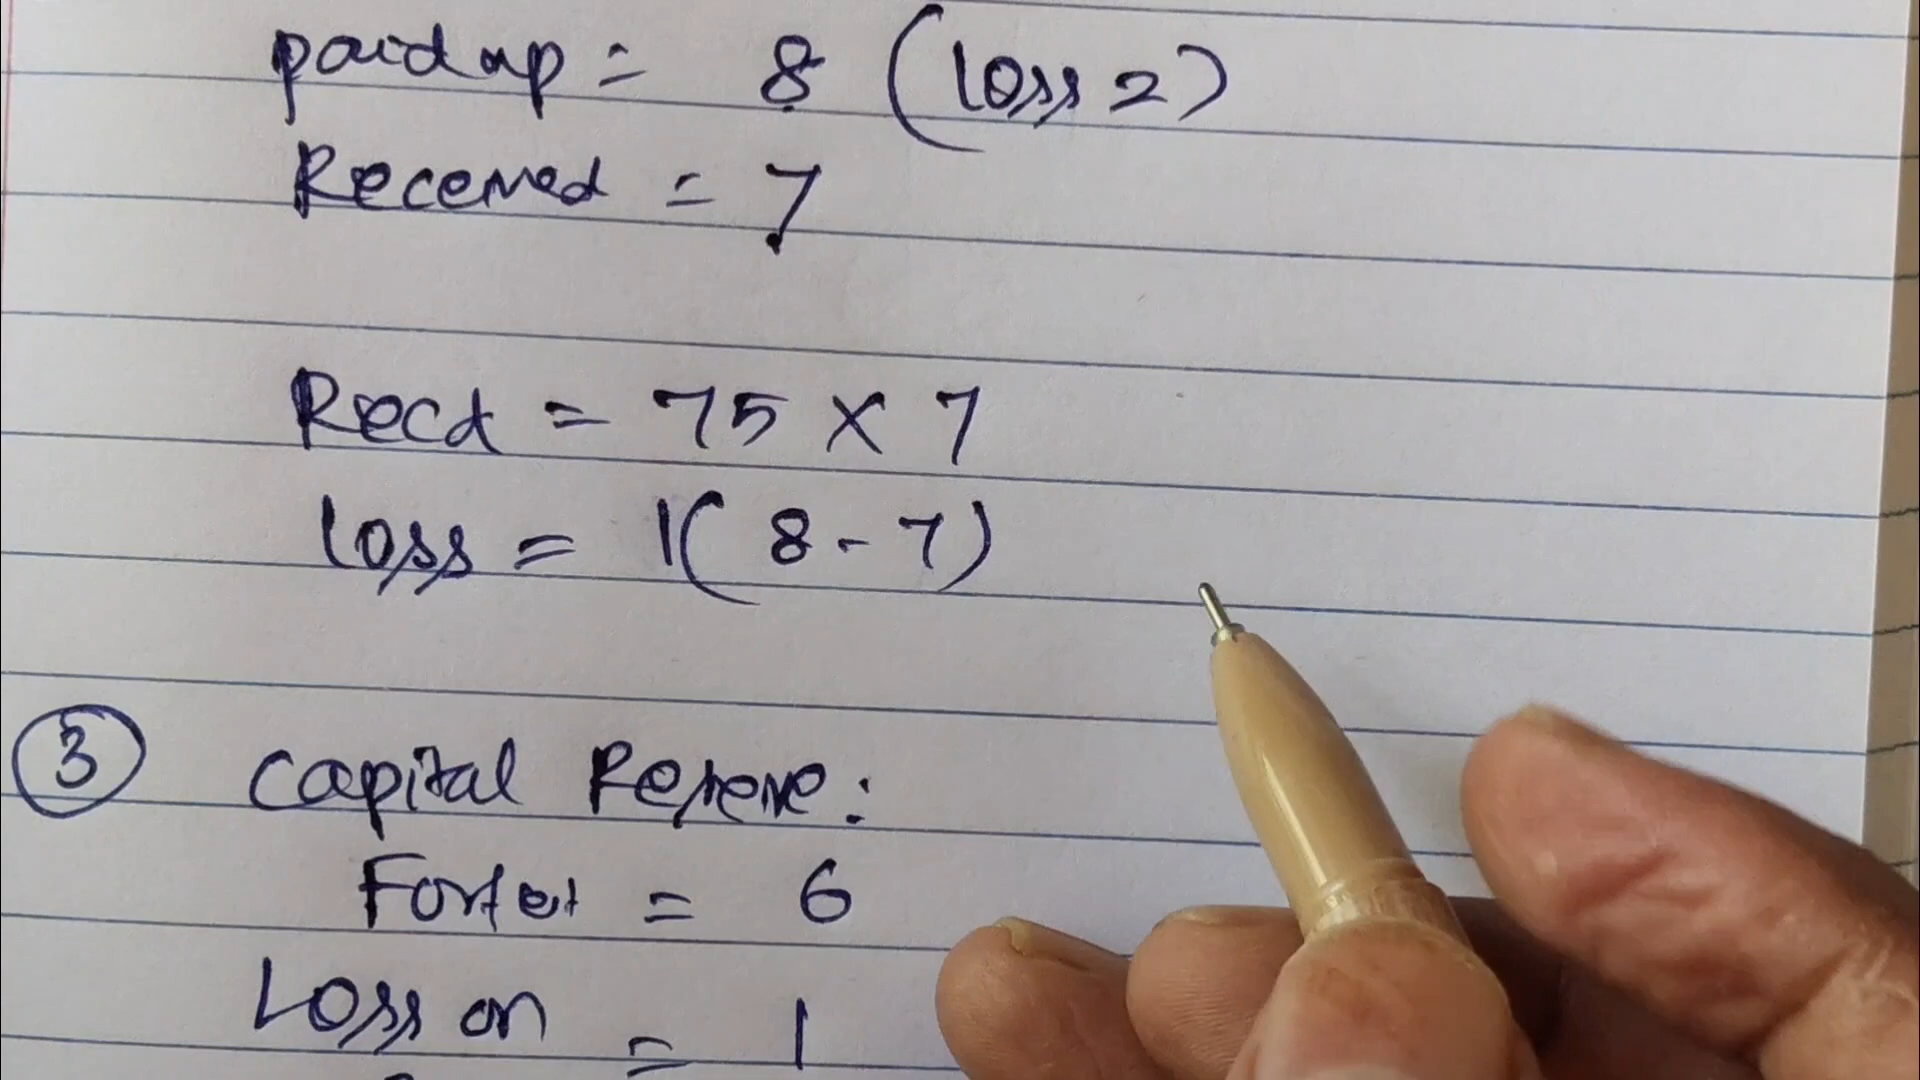 paid up = 8 (loss 2)
Received = 7
Recd = 75 x 7
loss = 1( 8 - 7)
3 Capital Reserve:
Forfet = 6
Loss on = 1